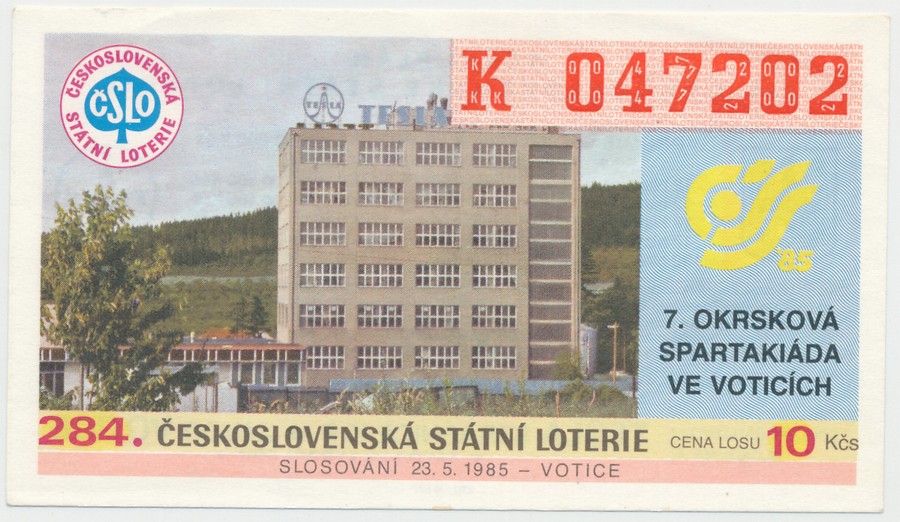 ČESKOSLOVENSKÁ
ČSLO
STÁTNÍ LOTERIE
TESLA
TESLA
K 047202
'85
7. OKRSKOVÁ
SPARTAKIÁDA
VE VOTICÍCH
284. ČESKOSLOVENSKÁ STÁTNÍ LOTERIE CENA LOSU 10 Kčs
SLOSOVÁNÍ 23. 5. 1985 – VOTICE